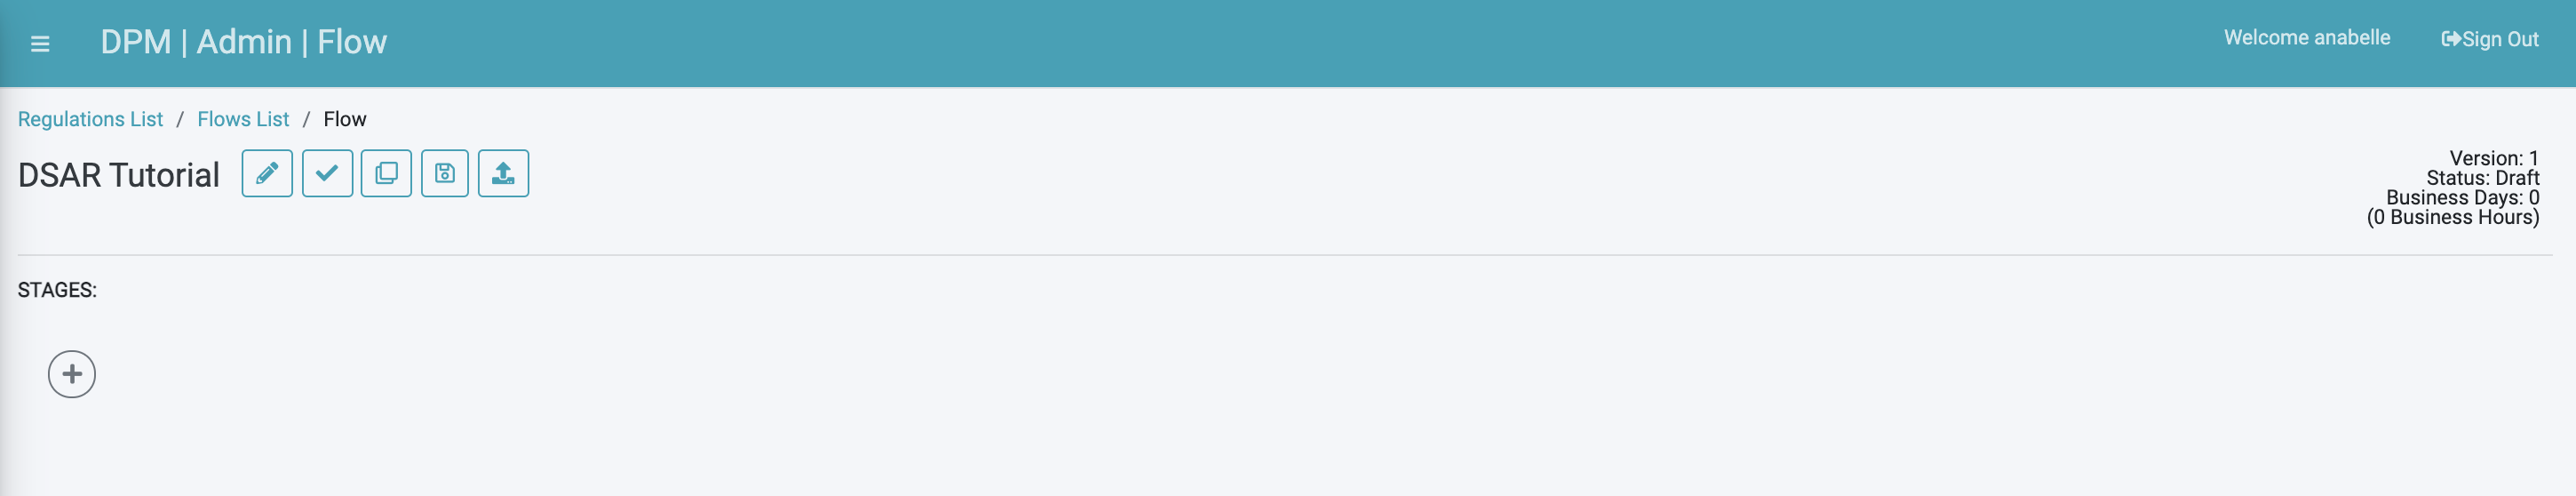 DPM | Admin | Flow
Welcome anabelle
Sign Out
Regulations List / Flows List / Flow
DSAR Tutorial
Version: 1
Status: Draft
Business Days: 0
(0 Business Hours)
STAGES: